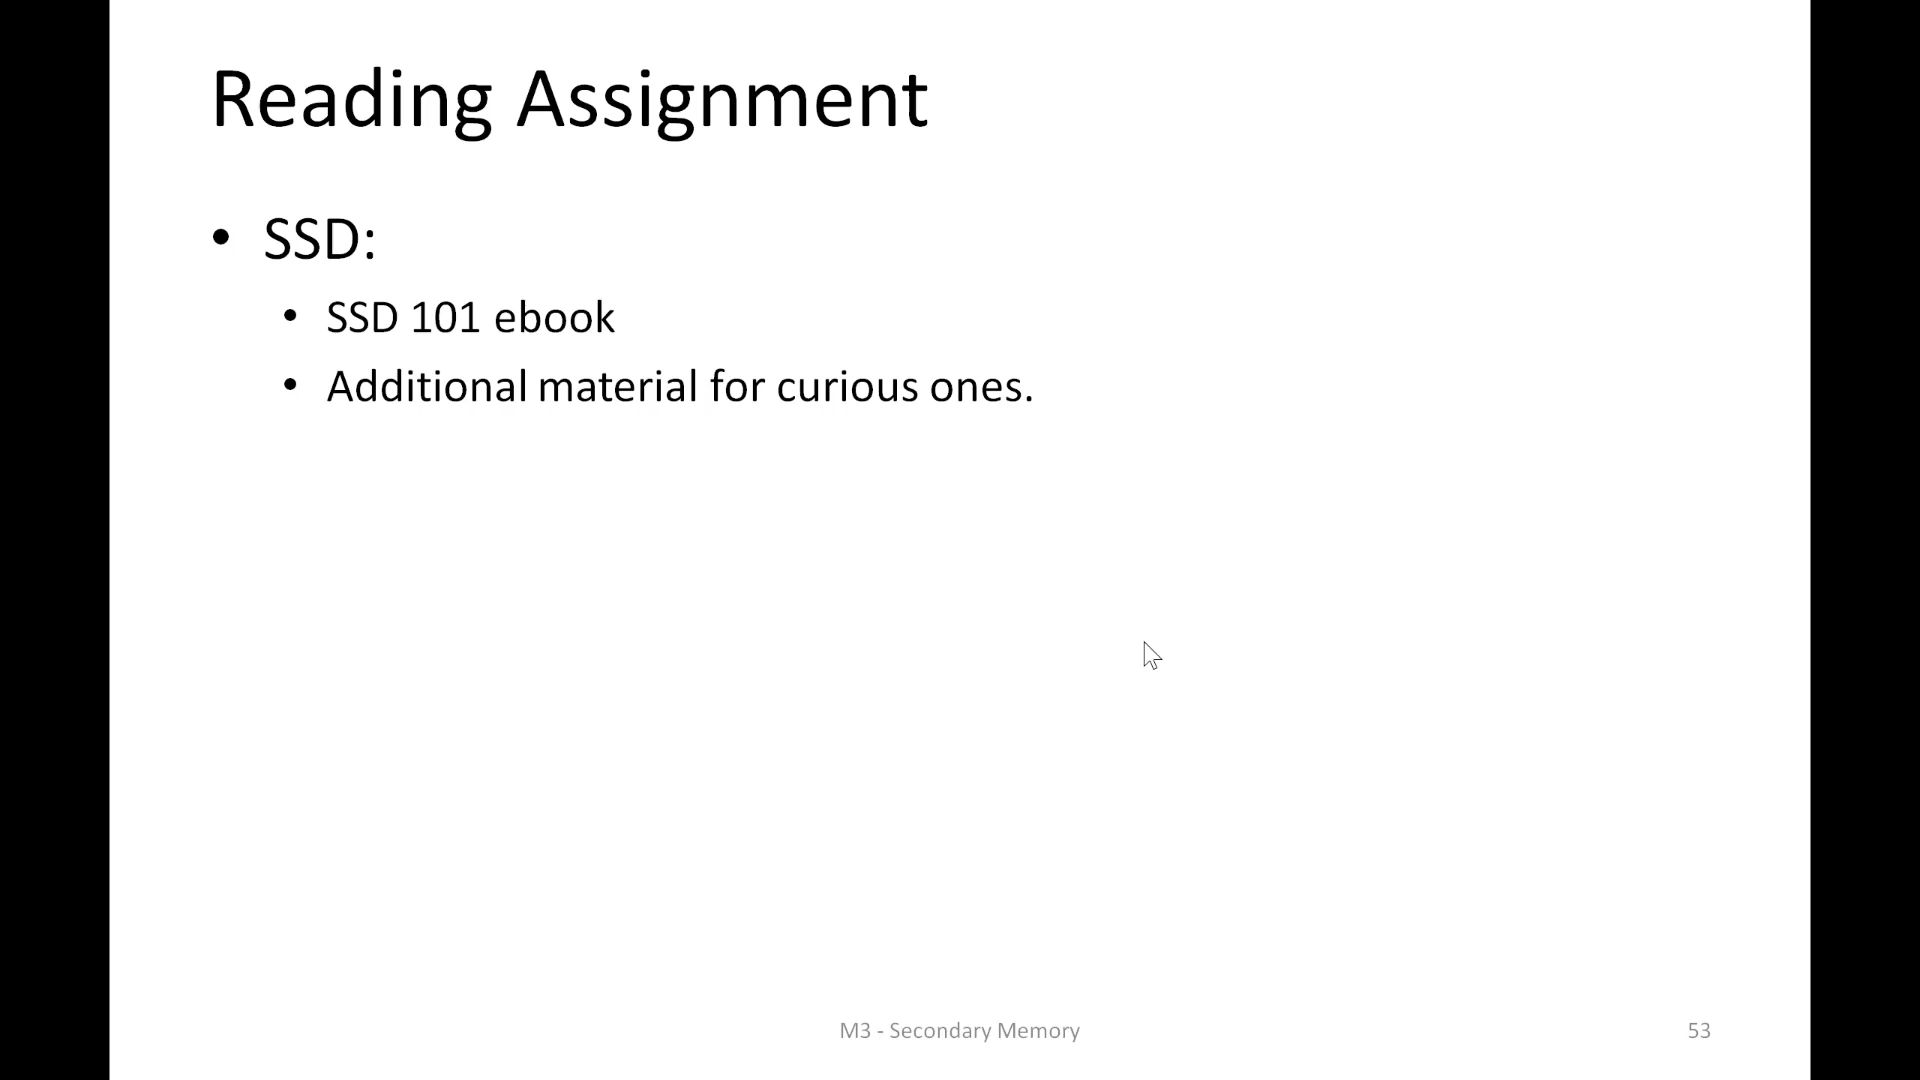 Reading Assignment
• SSD:
• SSD 101 ebook
• Additional material for curious ones.
M3 - Secondary Memory
53